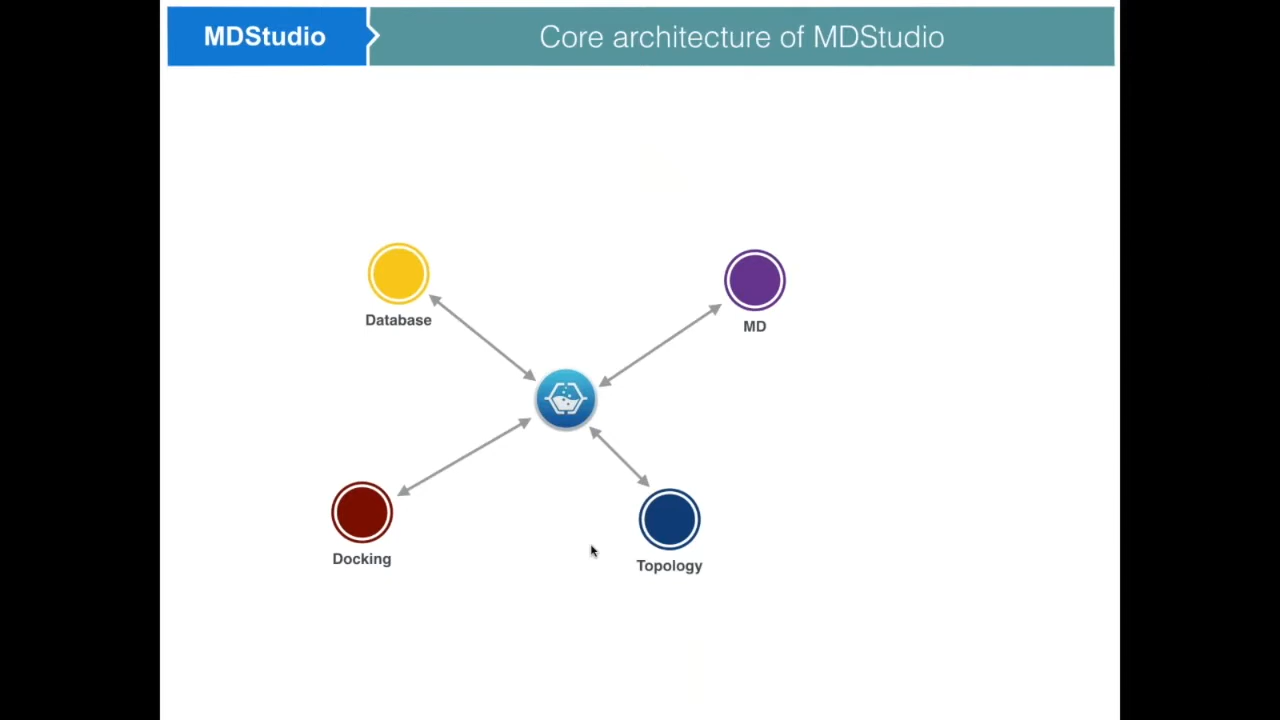 MDStudio
Core architecture of MDStudio
Database
MD
Docking
Topology